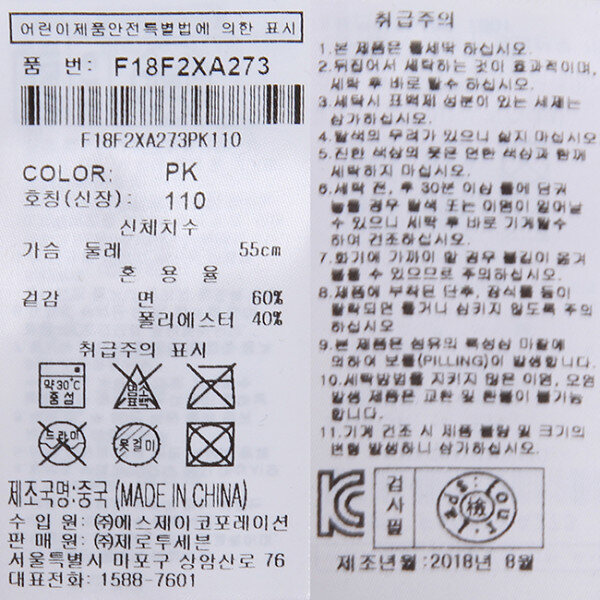 어린이제품안전특별법에 의한 표시
품 번: F18F2XA273
F18F2XA273PK110
COLOR: PK
호칭(신장): 110
신체치수
가슴 둘레 55cm
혼 용 율
겉감 면 60%
폴리에스터 40%
취급주의 표시
약30℃ 중성
염소 표백
드라이
옷걸이
제조국명:중국 (MADE IN CHINA)
수 입 원: ㈜에스제이코포레이션
판 매 원: ㈜제로투세븐
서울특별시 마포구 상암산로 76
대표전화: 1588-7601
취급주의
1.본 제품은 물세탁 하십시오.
2.뒤집어서 세탁하는 것이 효과적이며,
세탁 후 바로 탈수 하십시오.
3.세탁시 표백제 성분이 있는 세제는
삼가하십시오.
4.탈색의 우려가 있으니 삶지 마십시오
5.진한 색상의 옷은 연한 색상과 함께
세탁하지 마십시오.
6.세탁 전, 후 30분 이상 물에 담궈
놓을 경우 탈색 또는 이염이 일어날
수 있으니 세탁 후 바로 기계탈수
하여 건조하십시오.
7.화기에 가까이 할 경우 불길이 옮겨
붙을 수 있으므로 주의하십시오.
8.제품에 부착된 단추, 장식물 등이
탈락되면 물거나 삼키지 않도록 주의
하십시오
9.본 제품은 섬유의 특성상 마찰에
의하여 보풀(PILLING)이 발생합니다.
10.세탁방법을 지키지 않은 이염, 오염
발생 제품은 교환 및 환불이 불가능
합니다.
11.기계 건조 시 제품 뒤틀림 및 크기의
변형 발생하니 삼가하십시오.
검사필
檢
제조년월:2018년 8월